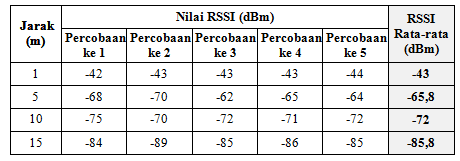 Jarak (m) Nilai RSSI (dBm) RSSI Rata-rata (dBm)
Percobaan ke 1 Percobaan ke 2 Percobaan ke 3 Percobaan ke 4 Percobaan ke 5
1 -42 -43 -43 -43 -44 -43
5 -68 -70 -62 -65 -64 -65,8
10 -75 -70 -72 -71 -72 -72
15 -84 -89 -85 -86 -85 -85,8